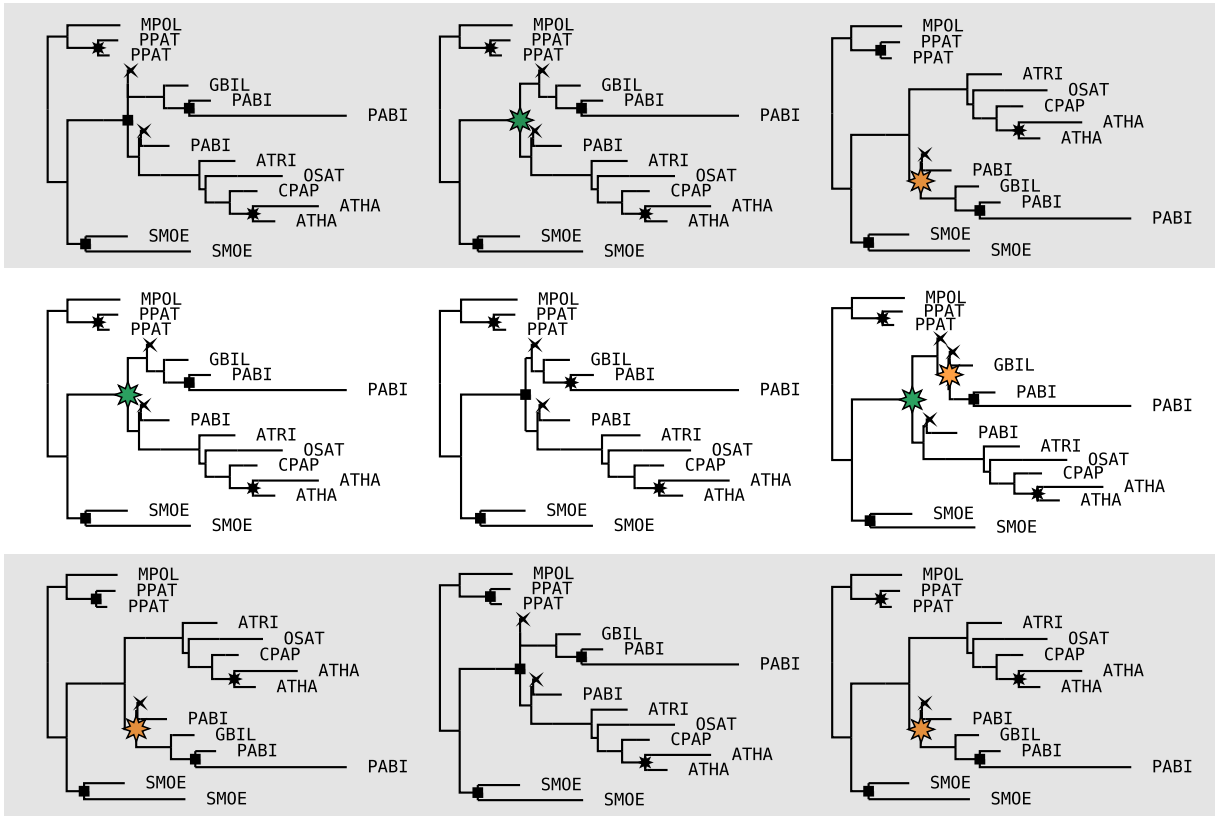 MPOL
PPAT
PPAT
GBIL
PABI
PABI
PABI
ATRI
OSAT
CPAP
ATHA
ATHA
SMOE
SMOE
MPOL
PPAT
PPAT
GBIL
PABI
PABI
PABI
ATRI
OSAT
CPAP
ATHA
ATHA
SMOE
SMOE
MPOL
PPAT
PPAT
ATRI
OSAT
CPAP
ATHA
ATHA
PABI
GBIL
PABI
PABI
SMOE
SMOE
MPOL
PPAT
PPAT
GBIL
PABI
PABI
PABI
ATRI
OSAT
CPAP
ATHA
ATHA
SMOE
SMOE
MPOL
PPAT
PPAT
GBIL
PABI
PABI
PABI
ATRI
OSAT
CPAP
ATHA
ATHA
SMOE
SMOE
MPOL
PPAT
PPAT
GBIL
PABI
PABI
PABI
ATRI
OSAT
CPAP
ATHA
ATHA
SMOE
SMOE
MPOL
PPAT
PPAT
ATRI
OSAT
CPAP
ATHA
ATHA
PABI
GBIL
PABI
PABI
SMOE
SMOE
MPOL
PPAT
PPAT
GBIL
PABI
PABI
PABI
ATRI
OSAT
CPAP
ATHA
ATHA
SMOE
SMOE
MPOL
PPAT
PPAT
ATRI
OSAT
CPAP
ATHA
ATHA
PABI
GBIL
PABI
PABI
SMOE
SMOE